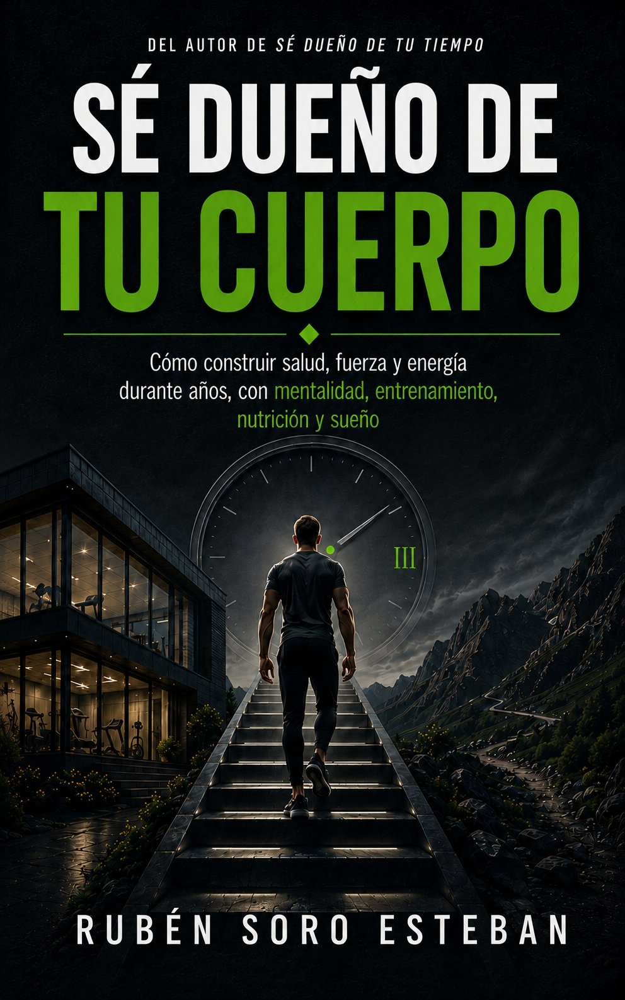 DEL AUTOR DE SÉ DUEÑO DE TU TIEMPO
SÉ DUEÑO DE
TU CUERPO
Cómo construir salud, fuerza y energía
durante años, con mentalidad, entrenamiento,
nutrición y sueño
III
RUBÉN SORO ESTEBAN